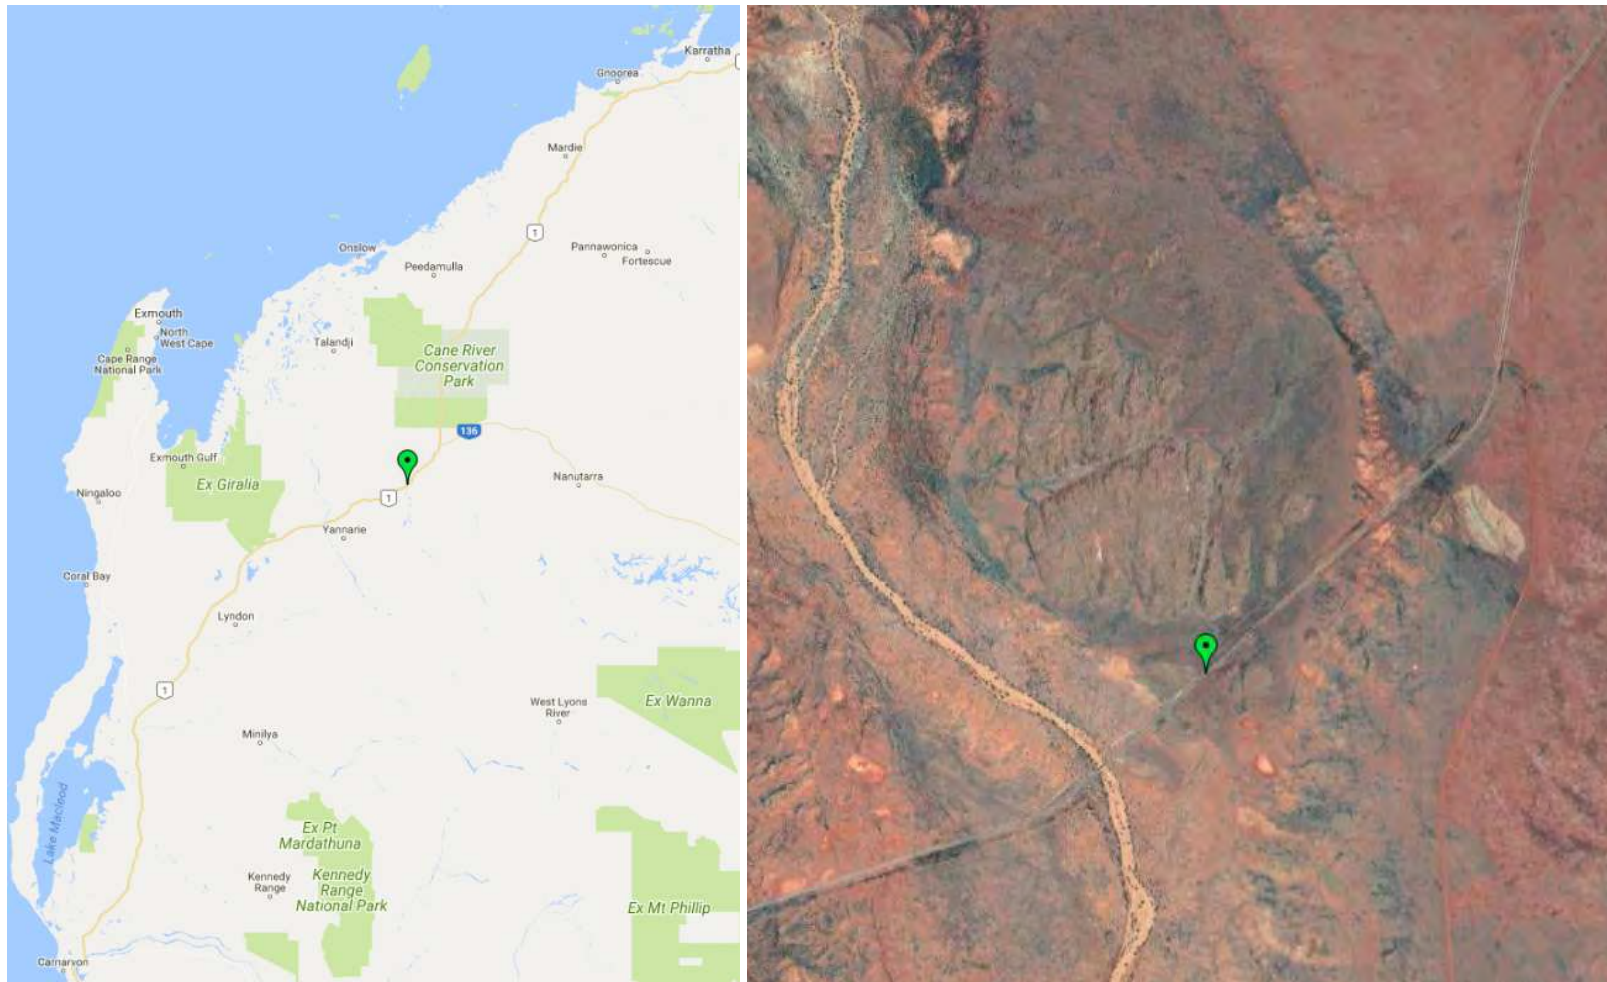 Karratha
Gnoorea
Mardie
1
Pannawonica
Fortescue
Onslow
Peedamulla
Exmouth
North
West Cape
Talandji
Cape Range
National Park
Cane River
Conservation
Park
136
Exmouth Gulf
Ex Giralia
Nanutarra
Ningaloo
1
Yannarie
Coral Bay
Lyndon
1
Ex Wanna
West Lyons
River
Minilya
Lake Macleod
Ex Pt
Mardathuna
Kennedy
Range
Kennedy
Range
National Park
Ex Mt Phillip
Carnarvon